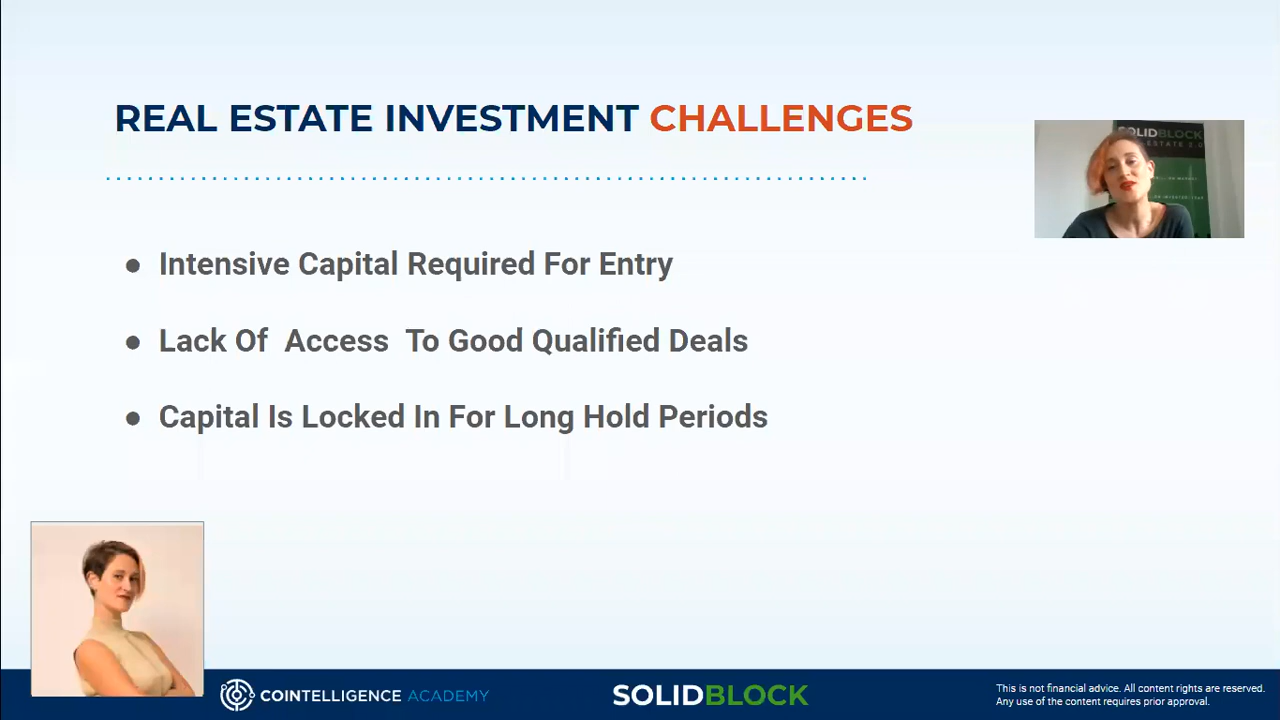 REAL ESTATE INVESTMENT CHALLENGES
SOLIDBLOCK
● Intensive Capital Required For Entry
● Lack Of  Access  To Good Qualified Deals
● Capital Is Locked In For Long Hold Periods
COINTELLIGENCE ACADEMY
SOLIDBLOCK
This is not financial advice. All content rights are reserved.
Any use of the content requires prior approval.